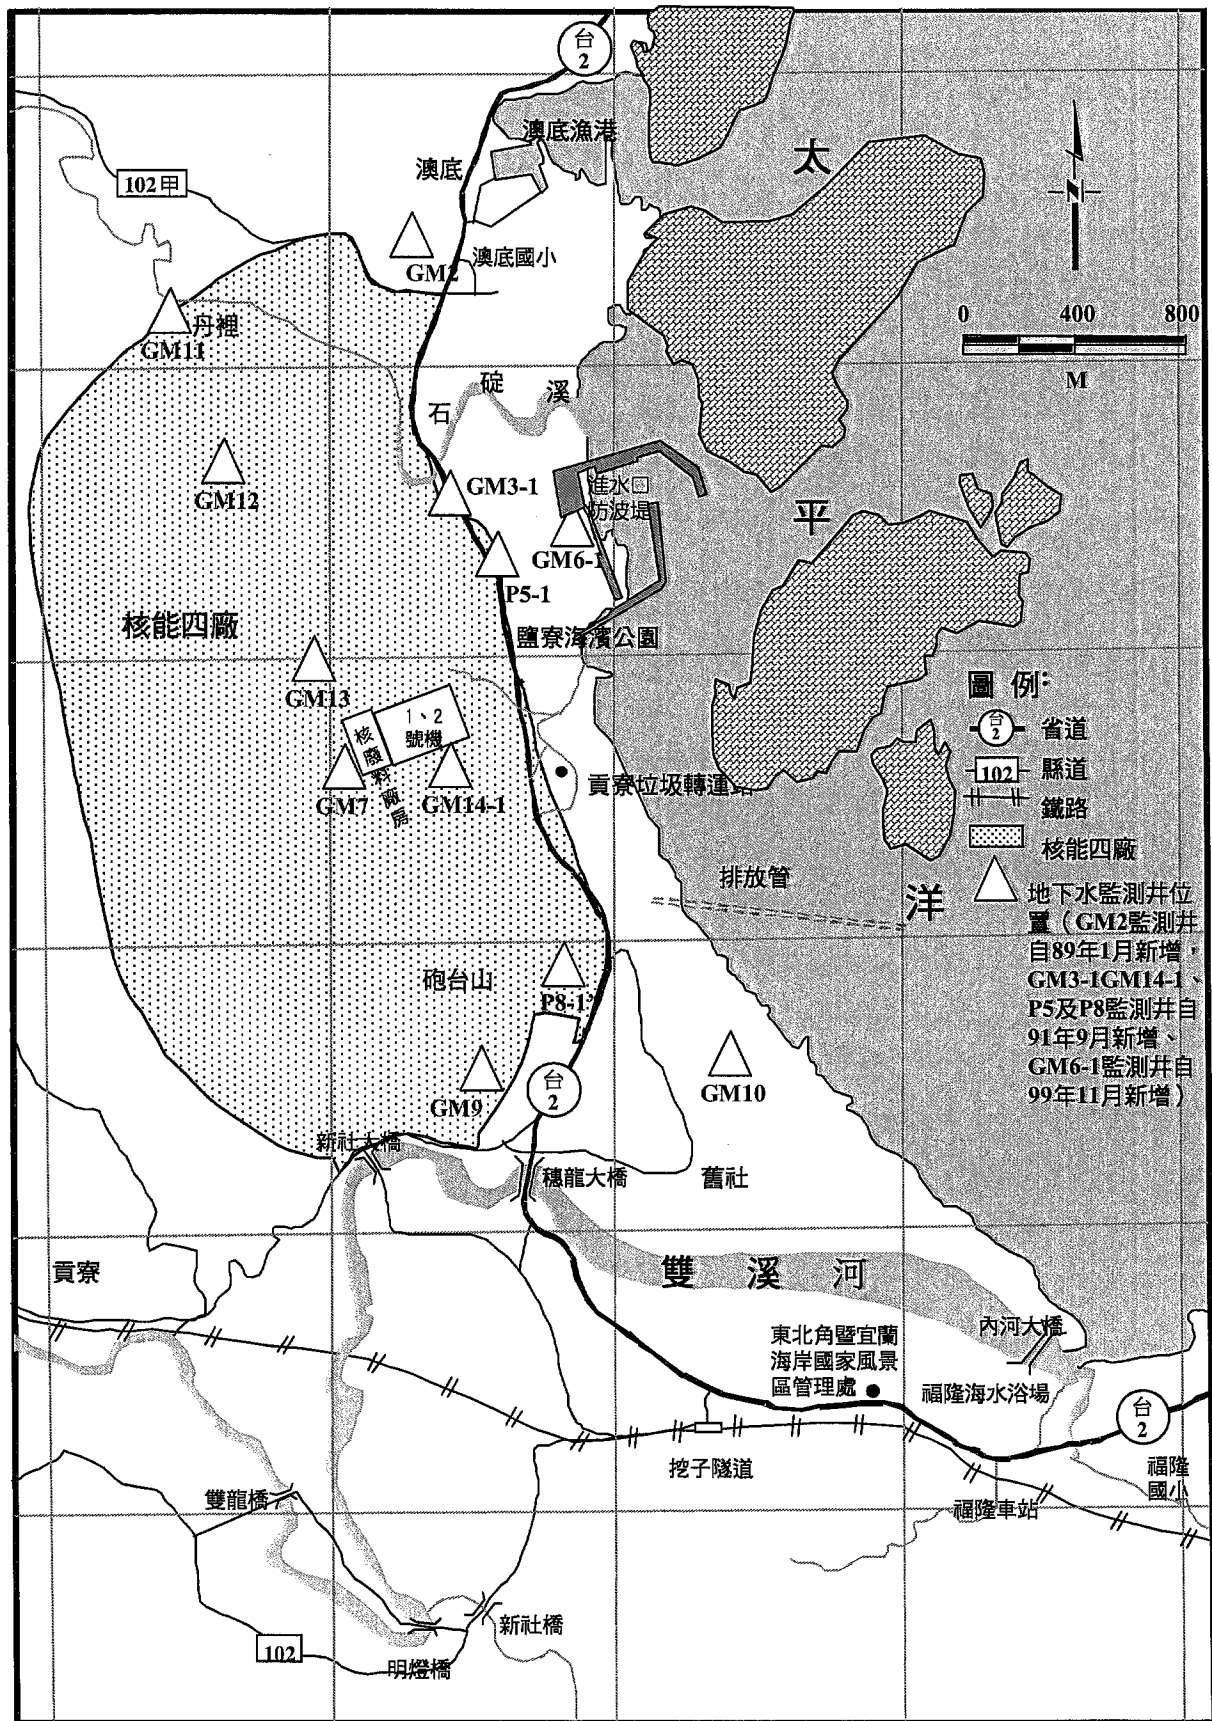 台
2
澳底漁港
澳底
102甲
太
N
GM2
澳底國小
丹裡
GM11
0 400 800
M
碇
石
溪
GM12
GM3-1
進水口
防波堤
平
GM6-1
P5-1
核能四廠
鹽寮海濱公園
GM13
圖 例:
1、2
號機
核廢料廠房
台
2
省道
102
縣道
GM7
GM14-1
貢寮垃圾轉運站
鐵路
核能四廠
排放管
洋
地下水監測井位
置（GM2監測井
自89年1月新增，
GM3-1GM14-1、
P5及P8監測井自
91年9月新增、
GM6-1監測井自
99年11月新增）
砲台山
P8-1
GM9
台
2
GM10
新社大橋
穗龍大橋
舊社
貢寮
雙 溪 河
內河大橋
東北角暨宜蘭
海岸國家風景
區管理處
福隆海水浴場
台
2
挖子隧道
福隆
國小
雙龍橋
福隆車站
新社橋
102
明燈橋